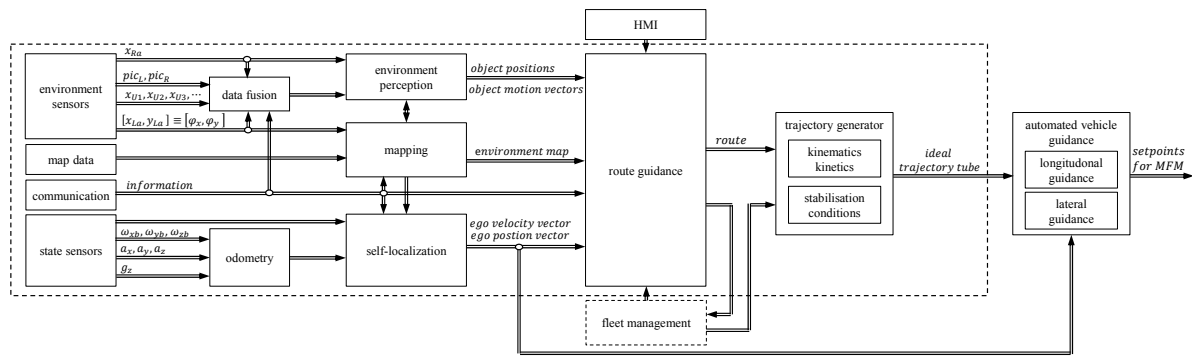 HMI
x_Ra
environment
sensors
pic_L, pic_R
x_U1, x_U2, x_U3, ⋯
[x_La, y_La] ≡ [φ_x, φ_y]
data fusion
environment
perception
object positions
object motion vectors
map data
mapping
environment map
communication
information
state sensors
ω_xb, ω_yb, ω_zb
a_x, a_y, a_z
g_z
odometry
self-localization
ego velocity vector
ego postion vector
route guidance
fleet management
route
trajectory generator
kinematics
kinetics
stabilisation
conditions
ideal
trajectory tube
automated vehicle
guidance
longitudonal
guidance
lateral
guidance
setpoints
for MFM